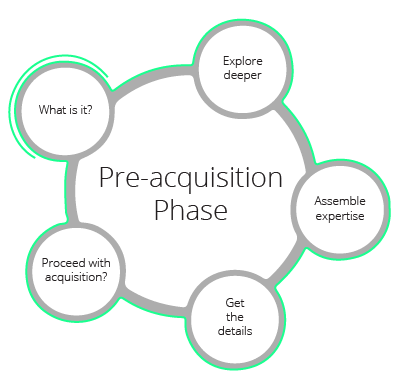 Explore
deeper
What is it?
Pre-acquisition
Phase
Assemble
expertise
Proceed with
acquisition?
Get
the
details